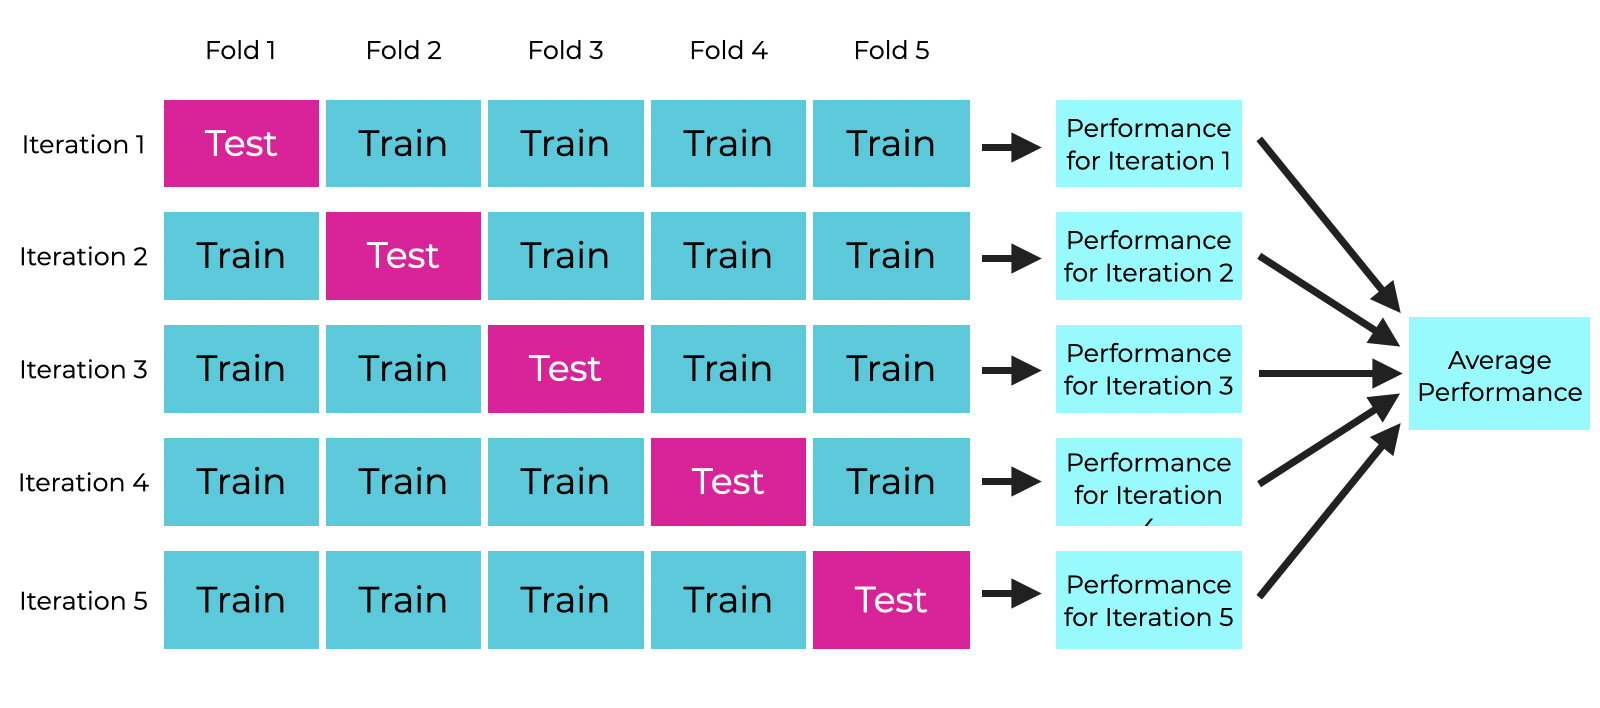 Fold 1 Fold 2 Fold 3 Fold 4 Fold 5
Iteration 1 Test Train Train Train Train Performance
for Iteration 1
Iteration 2 Train Test Train Train Train Performance
for Iteration 2
Iteration 3 Train Train Test Train Train Performance
for Iteration 3
Average
Performance
Iteration 4 Train Train Train Test Train Performance
for Iteration
Iteration 5 Train Train Train Train Test Performance
for Iteration 5